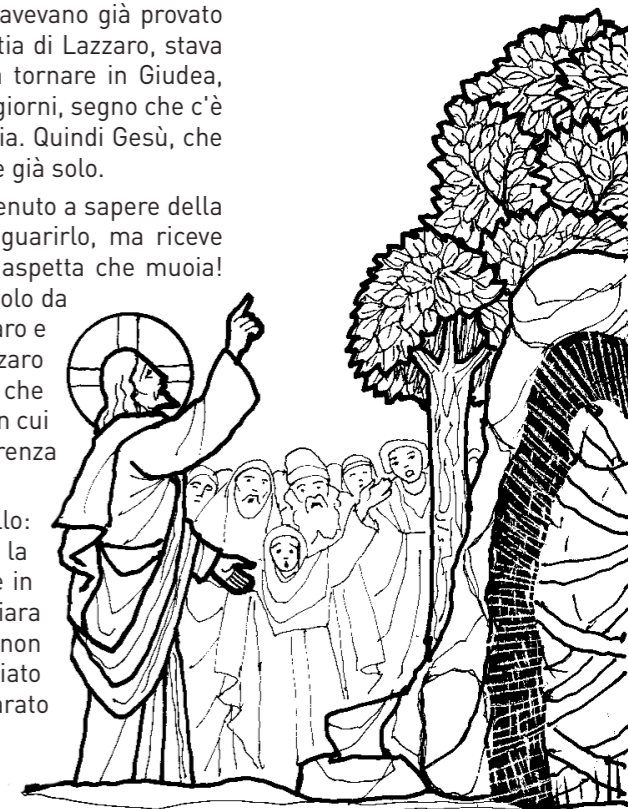 avevano già provato
tia di Lazzaro, stava
tornare in Giudea,
giorni, segno che c'è
ia. Quindi Gesù, che
e già solo.
enuto a sapere della
guarirlo, ma riceve
aspetta che muoia!
olo da
aro e
zzaro
che
n cui
renza
llo:
la
e in
iara
non
iato
arato